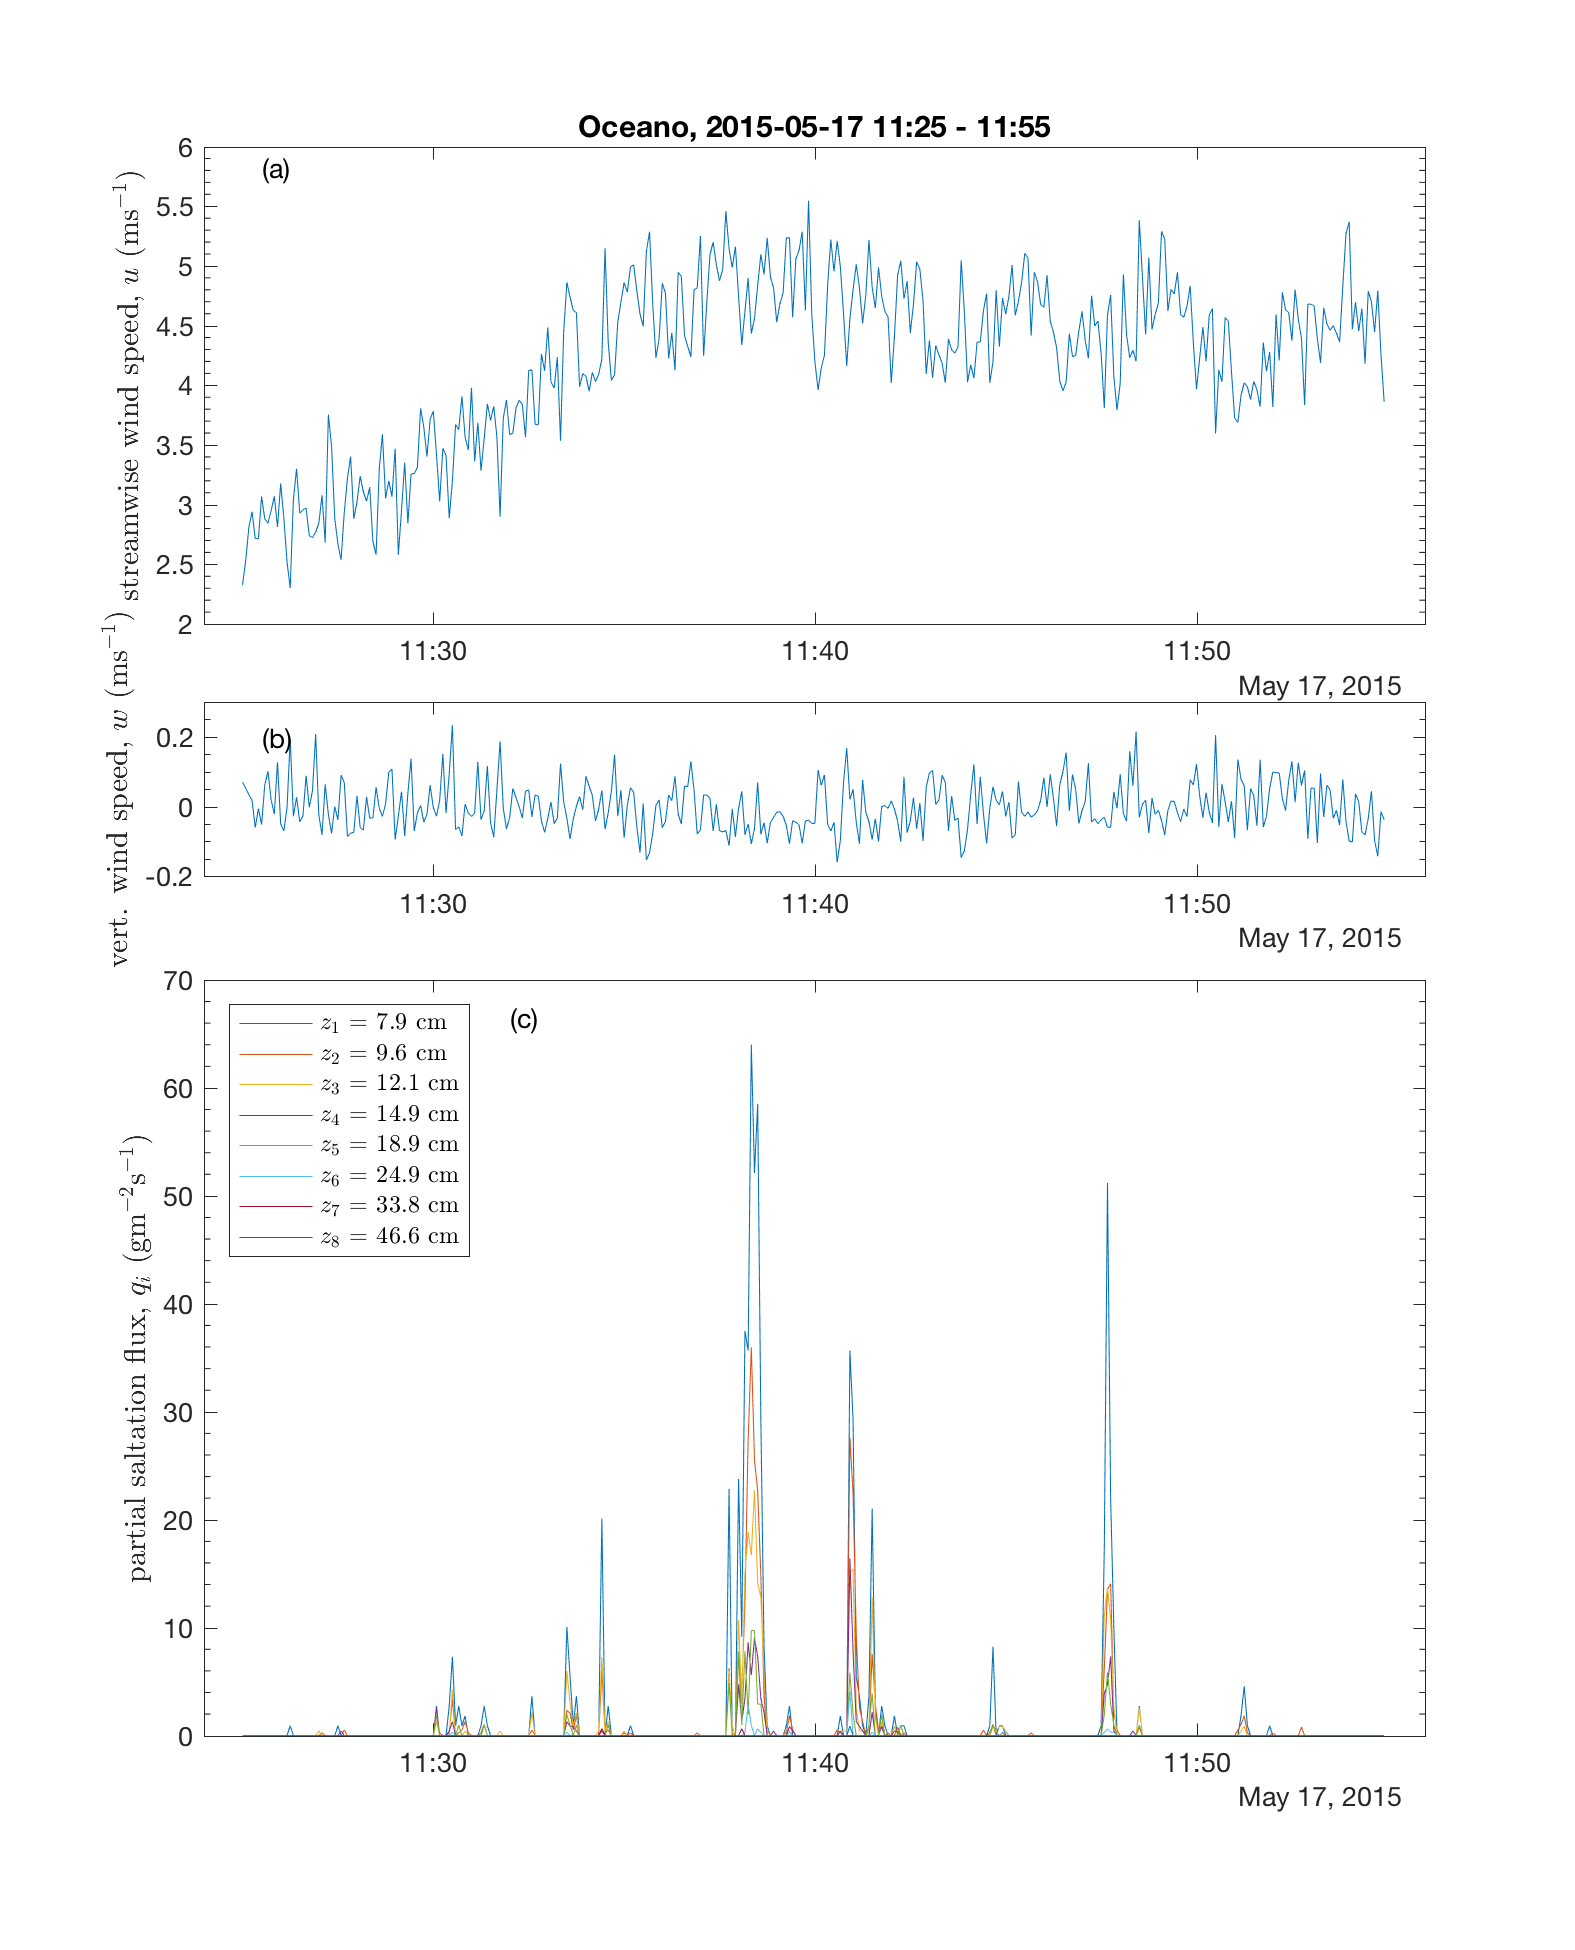 Oceano, 2015-05-17 11:25 - 11:55
(a)
streamwise wind speed, u (ms⁻¹)
6
5.5
5
4.5
4
3.5
3
2.5
2
11:30 11:40 11:50
May 17, 2015
(b)
vert. wind speed, w (ms⁻¹)
0.2
0
-0.2
11:30 11:40 11:50
May 17, 2015
(c)
partial saltation flux, qᵢ (gm⁻²s⁻¹)
70
60
50
40
30
20
10
0
z₁ = 7.9 cm
z₂ = 9.6 cm
z₃ = 12.1 cm
z₄ = 14.9 cm
z₅ = 18.9 cm
z₆ = 24.9 cm
z₇ = 33.8 cm
z₈ = 46.6 cm
11:30 11:40 11:50
May 17, 2015